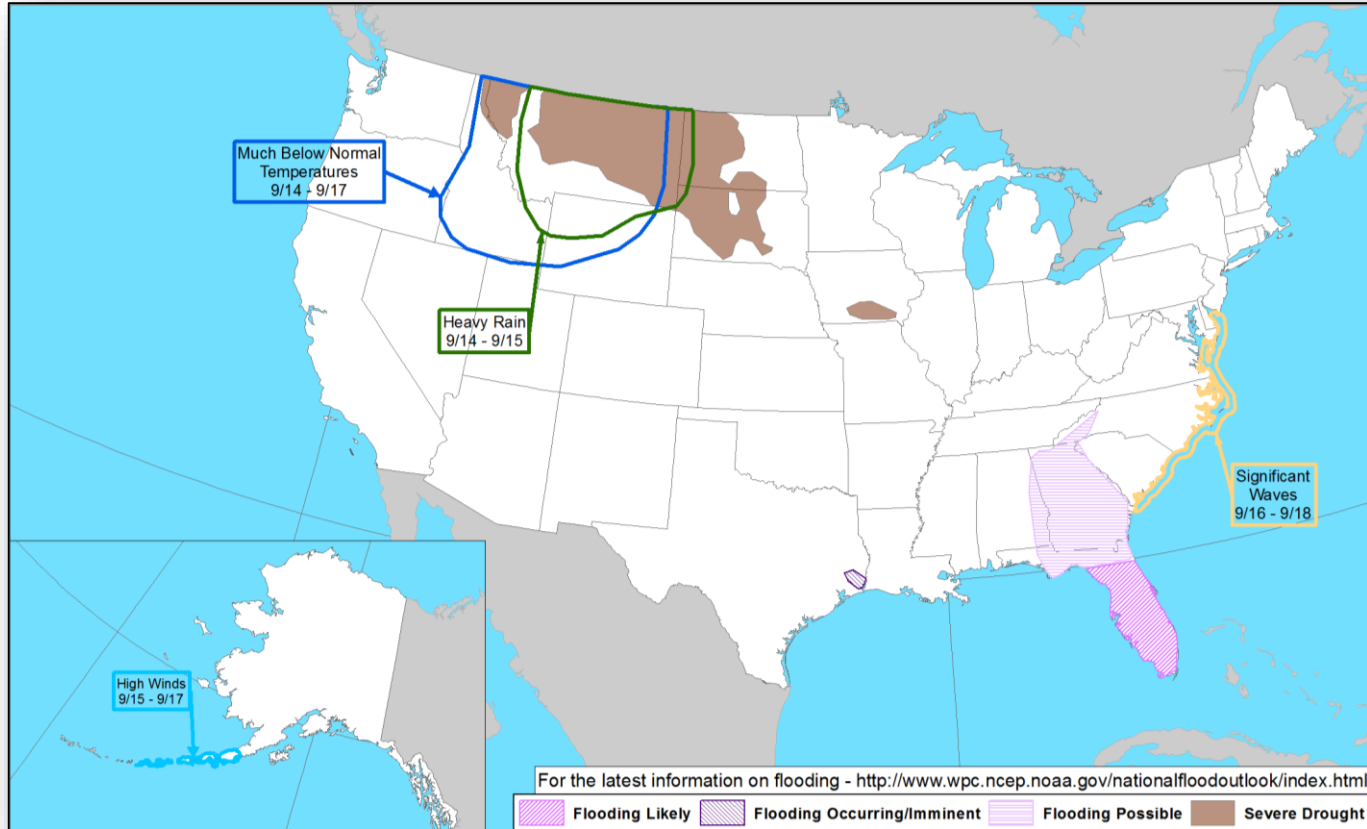 Much Below Normal
Temperatures
9/14 - 9/17
Heavy Rain
9/14 - 9/15
Significant
Waves
9/16 - 9/18
High Winds
9/15 - 9/17
For the latest information on flooding - http://www.wpc.ncep.noaa.gov/nationalfloodoutlook/index.html
Flooding Likely Flooding Occurring/Imminent Flooding Possible Severe Drought